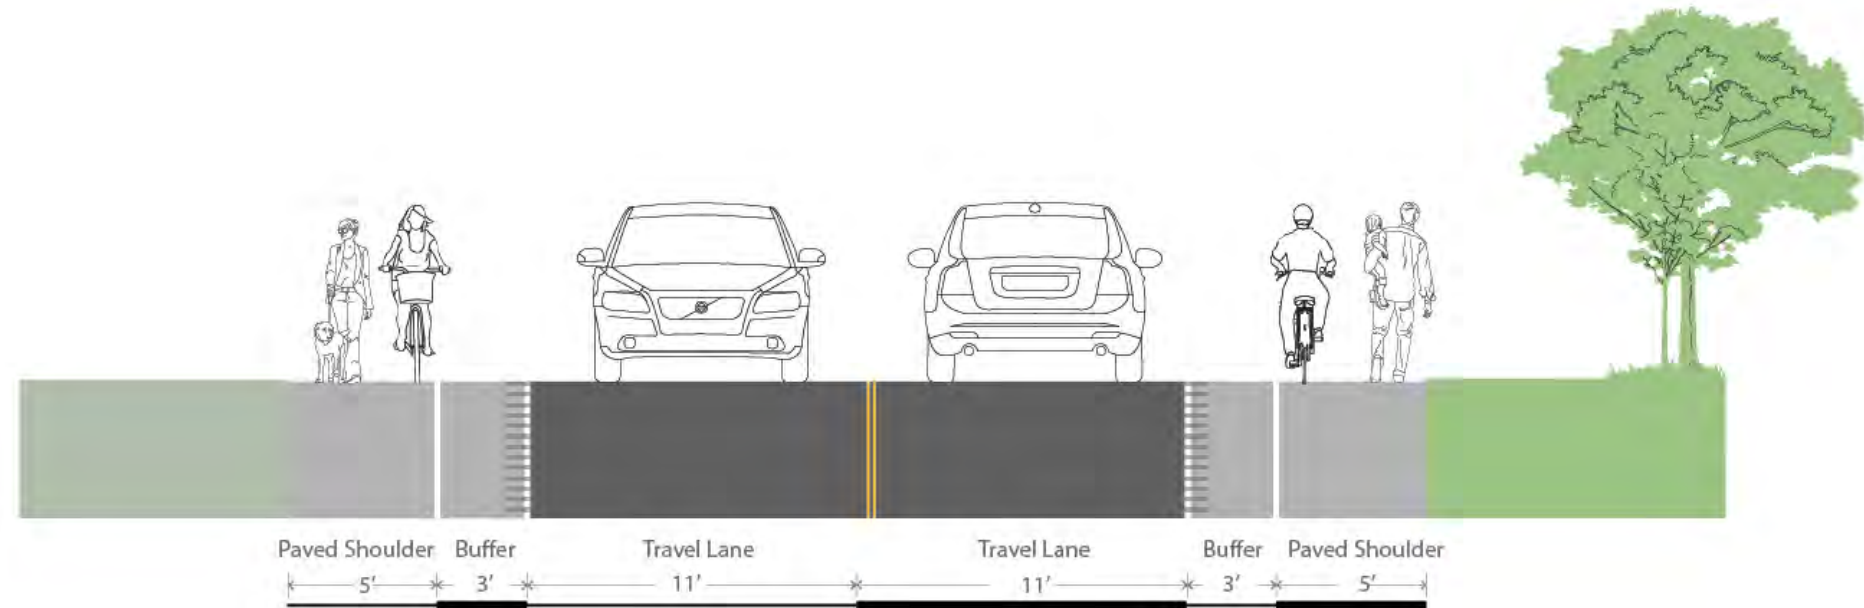 Paved Shoulder Buffer Travel Lane Travel Lane Buffer Paved Shoulder
5' 3' 11' 11' 3' 5'